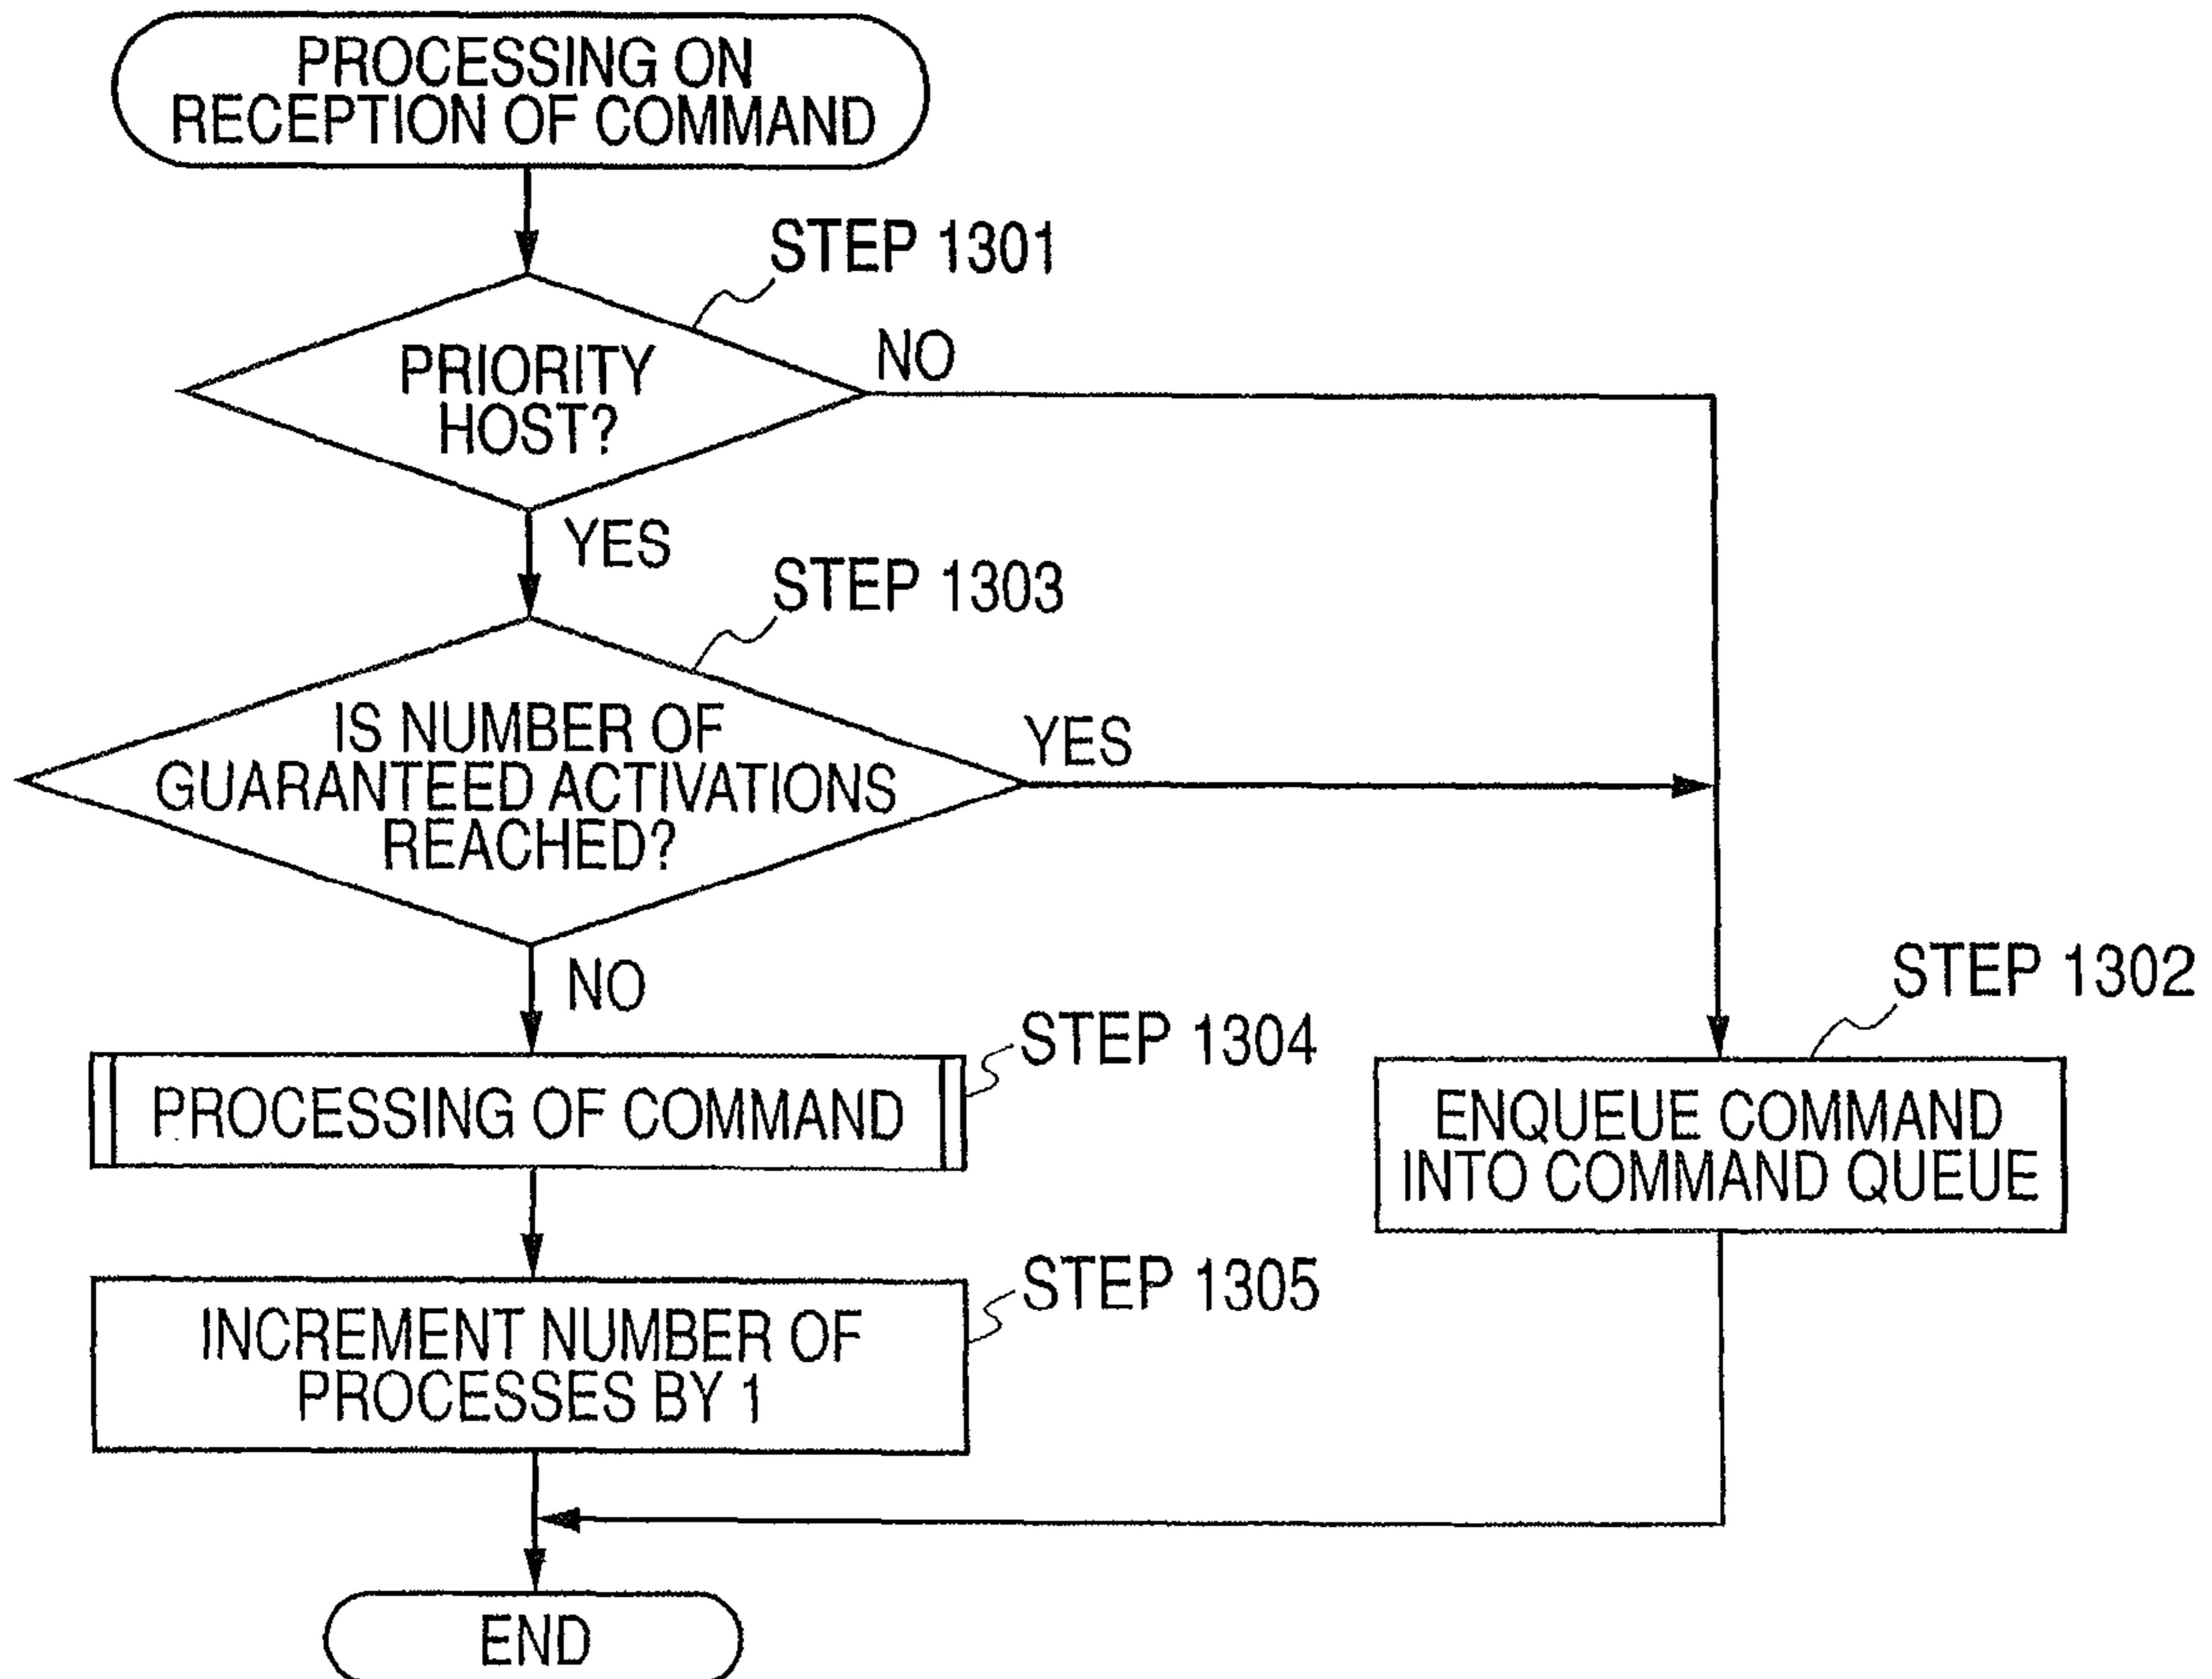 PROCESSING ON
RECEPTION OF COMMAND
STEP 1301
PRIORITY
HOST?
NO
YES
STEP 1303
IS NUMBER OF
GUARANTEED ACTIVATIONS
REACHED?
YES
NO
STEP 1302
STEP 1304
PROCESSING OF COMMAND
ENQUEUE COMMAND
INTO COMMAND QUEUE
STEP 1305
INCREMENT NUMBER OF
PROCESSES BY 1
END